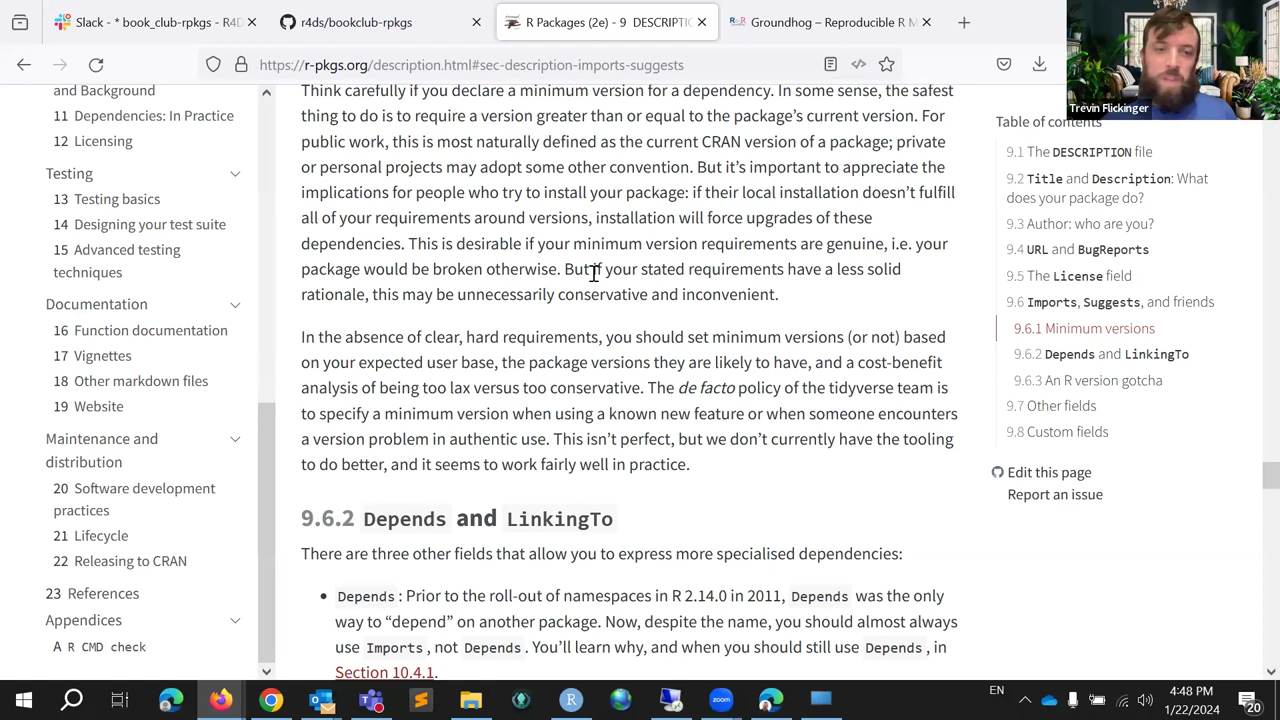 Slack - * book_club-rpkgs - R4D
r4ds/bookclub-rpkgs
R Packages (2e) - 9 DESCRIPTI
Groundhog – Reproducible R M
https://r-pkgs.org/description.html#sec-description-imports-suggests
Trevin Flickinger
and Background
11 Dependencies: In Practice
12 Licensing
Testing
13 Testing basics
14 Designing your test suite
15 Advanced testing
techniques
Documentation
16 Function documentation
17 Vignettes
18 Other markdown files
19 Website
Maintenance and
distribution
20 Software development
practices
21 Lifecycle
22 Releasing to CRAN
23 References
Appendices
A R CMD check
Think carefully if you declare a minimum version for a dependency. In some sense, the safest
thing to do is to require a version greater than or equal to the package's current version. For
public work, this is most naturally defined as the current CRAN version of a package; private
or personal projects may adopt some other convention. But it's important to appreciate the
implications for people who try to install your package: if their local installation doesn't fulfill
all of your requirements around versions, installation will force upgrades of these
dependencies. This is desirable if your minimum version requirements are genuine, i.e. your
package would be broken otherwise. But if your stated requirements have a less solid
rationale, this may be unnecessarily conservative and inconvenient.
In the absence of clear, hard requirements, you should set minimum versions (or not) based
on your expected user base, the package versions they are likely to have, and a cost-benefit
analysis of being too lax versus too conservative. The de facto policy of the tidyverse team is
to specify a minimum version when using a known new feature or when someone encounters
a version problem in authentic use. This isn't perfect, but we don't currently have the tooling
to do better, and it seems to work fairly well in practice.
9.6.2 Depends and LinkingTo
There are three other fields that allow you to express more specialised dependencies:
• Depends: Prior to the roll-out of namespaces in R 2.14.0 in 2011, Depends was the only
way to "depend" on another package. Now, despite the name, you should almost always
use Imports, not Depends. You'll learn why, and when you should still use Depends, in
Section 10.4.1.
Table of contents
9.1 The DESCRIPTION file
9.2 Title and Description: What
does your package do?
9.3 Author: who are you?
9.4 URL and BugReports
9.5 The License field
9.6 Imports, Suggests, and friends
9.6.1 Minimum versions
9.6.2 Depends and LinkingTo
9.6.3 An R version gotcha
9.7 Other fields
9.8 Custom fields
Edit this page
Report an issue
zoom
EN
4:48 PM
1/22/2024
20